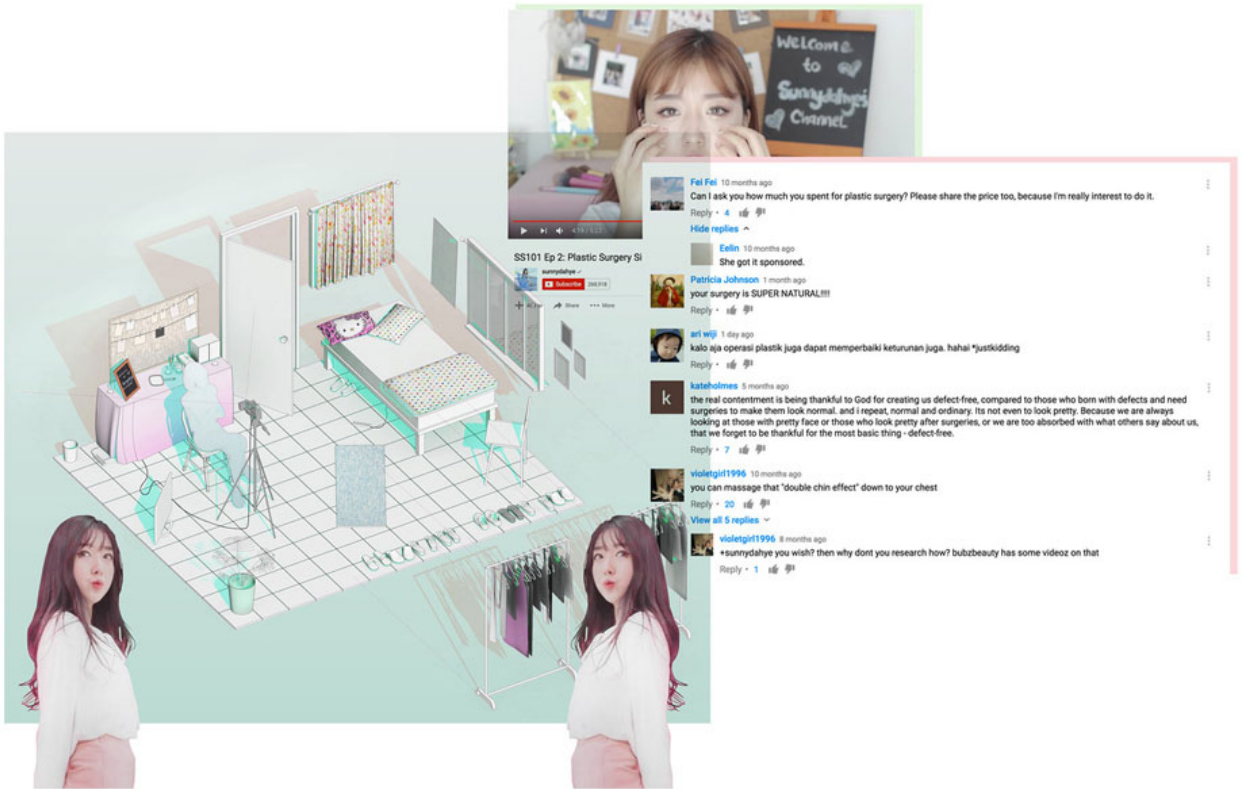 Welcome
to
Sunnydahye's
Channel
SS101 Ep 2: Plastic Surgery Si
sunnydahye
Subscribe
Share
More
Fei Fei 10 months ago
Can I ask you how much you spent for plastic surgery? Please share the price too, because I'm really interest to do it.
Reply • 4
Hide replies
Eelin 10 months ago
She got it sponsored.
Patricia Johnson 1 month ago
your surgery is SUPER NATURAL!!!!
Reply •
ari wiji 1 day ago
kalo aja operasi plastik juga dapat memperbaiki keturunan juga. hahai *justkidding
Reply •
k
kateholmes 5 months ago
the real contentment is being thankful to God for creating us defect-free, compared to those who born with defects and need
surgeries to make them look normal. and i repeat, normal and ordinary. Its not even to look pretty. Because we are always
looking at those with pretty face or those who look pretty after surgeries, or we are too absorbed with what others say about us,
that we forget to be thankful for the most basic thing - defect-free.
Reply • 7
violetgirl1996 10 months ago
you can massage that "double chin effect" down to your chest
Reply • 20
View all 5 replies
violetgirl1996 8 months ago
+sunnydahye you wish? then why dont you research how? bubzbeauty has some videoz on that
Reply • 1